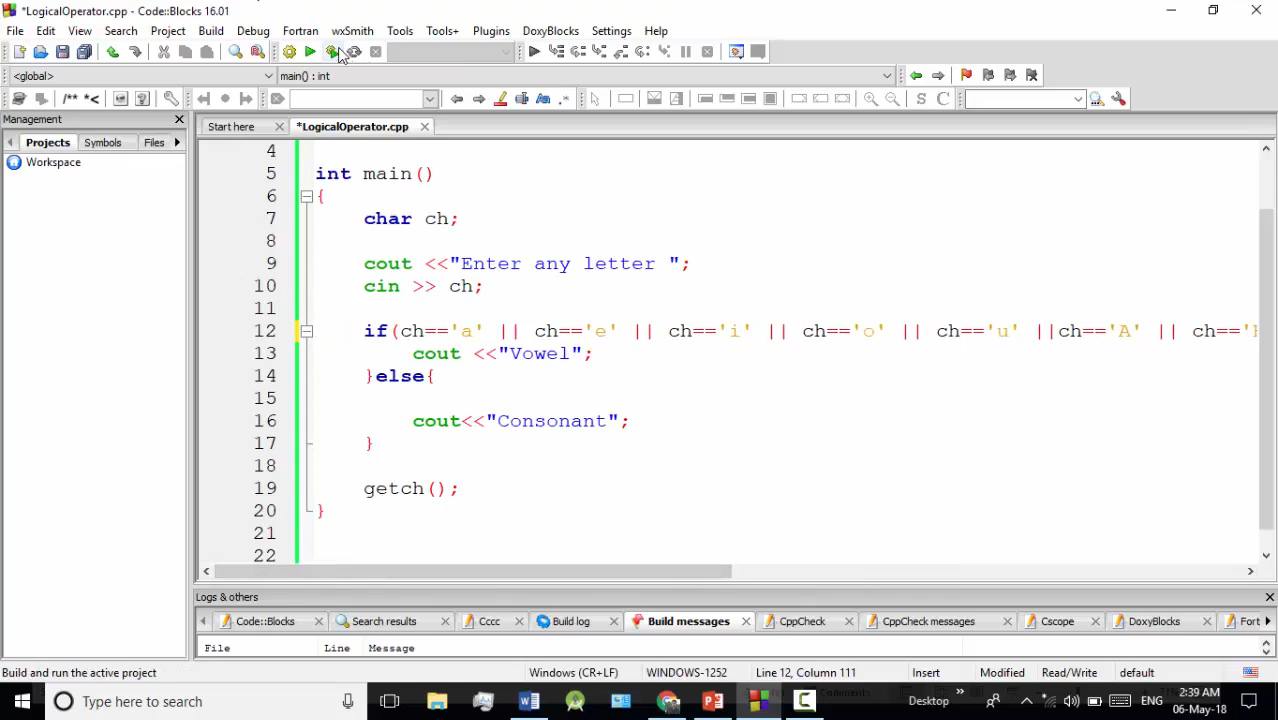 *LogicalOperator.cpp - Code::Blocks 16.01
File Edit View Search Project Build Debug Fortran wxSmith Tools Tools+ Plugins DoxyBlocks Settings Help
<global> main() : int
/** *<
S C
Management
Start here *LogicalOperator.cpp
Projects Symbols Files
Workspace
4
5 int main()
6 {
7 char ch;
8
9 cout <<"Enter any letter ";
10 cin >> ch;
11
12 if(ch=='a' || ch=='e' || ch=='i' || ch=='o' || ch=='u' ||ch=='A' || ch=='
13 cout <<"Vowel";
14 }else{
15
16 cout<<"Consonant";
17 }
18
19 getch();
20 }
21
22
Logs & others
Code::Blocks Search results Cccc Build log Build messages CppCheck CppCheck messages Cscope DoxyBlocks Fort
File Line Message
Build and run the active project Windows (CR+LF) WINDOWS-1252 Line 12, Column 111 Insert Modified Read/Write default
Type here to search Desktop ENG 2:39 AM
06-May-18